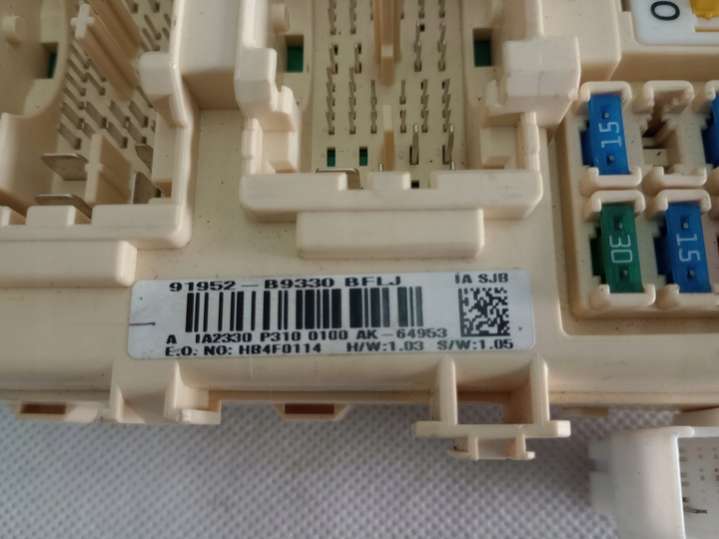 0
15
30
15
91952-B9330 BFLJ
IA SJB
A IA2330 P310 0100 AK-64953
E.O. NO: HB4F0114 H/W:1.03 S/W:1.05